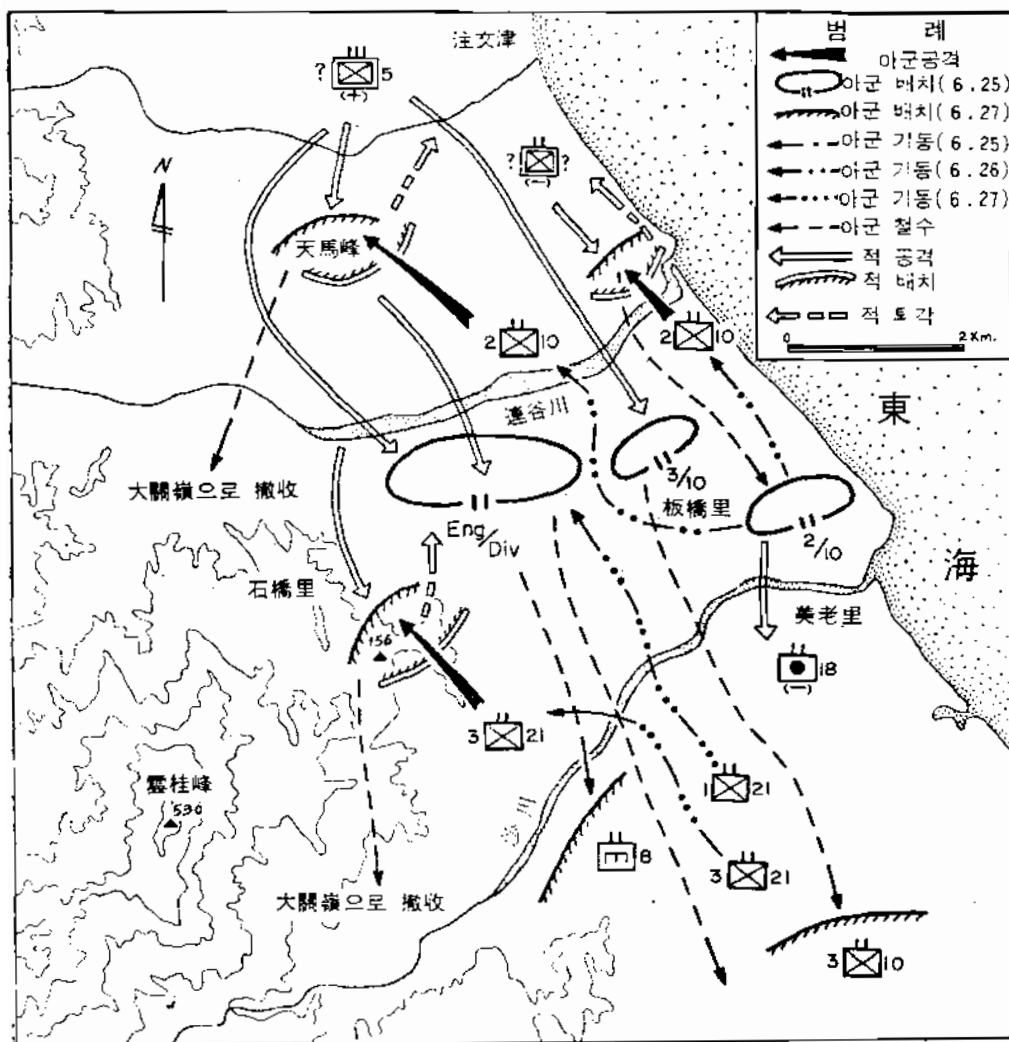 범 례
아군공격
아군 배치(6.25)
아군 배치(6.27)
아군 기동(6.25)
아군 기동(6.26)
아군 기동(6.27)
아군 철수
적 공격
적 배치
적 퇴각
0 2Km.
注文津
? 5
(+)
N
? ?
(-)
天馬峰
2 10
2 10
連谷川
東
海
大關嶺으로 撤收
3/10
板橋里
2/10
Eng/Div
石橋里
美老里
156
18
(-)
3 21
1 21
雲桂峰
530
8
3 21
大關嶺으로 撤收
3 10